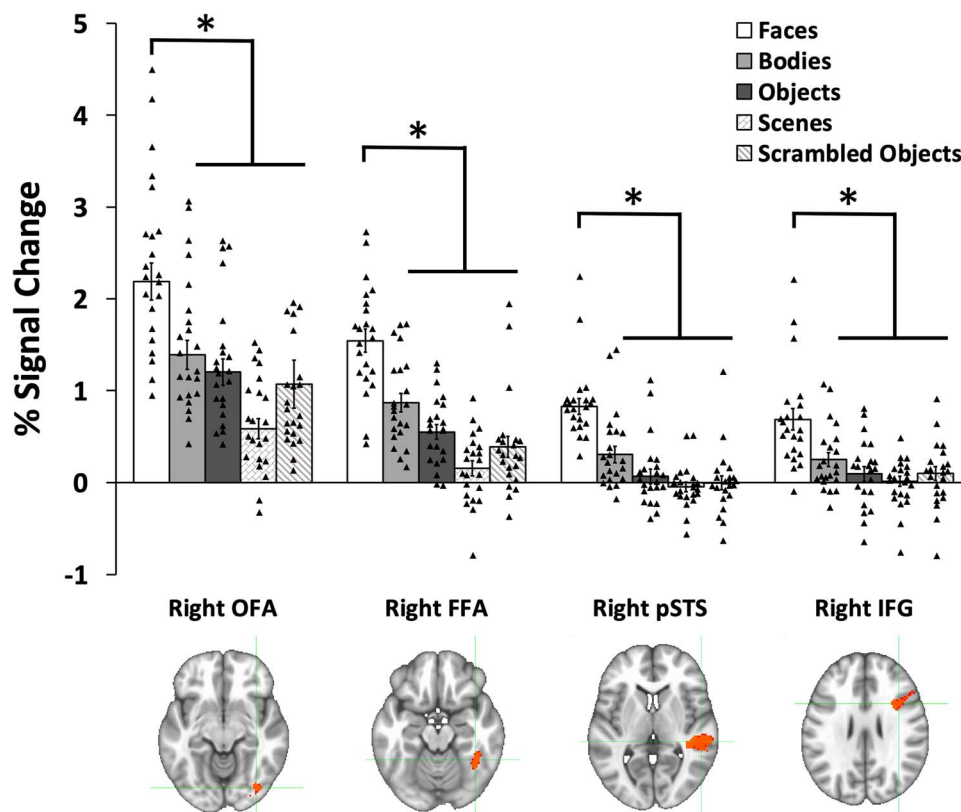 5
4
3
2
1
0
-1
% Signal Change
*
*
*
*
Faces
Bodies
Objects
Scenes
Scrambled Objects
Right OFA
Right FFA
Right pSTS
Right IFG